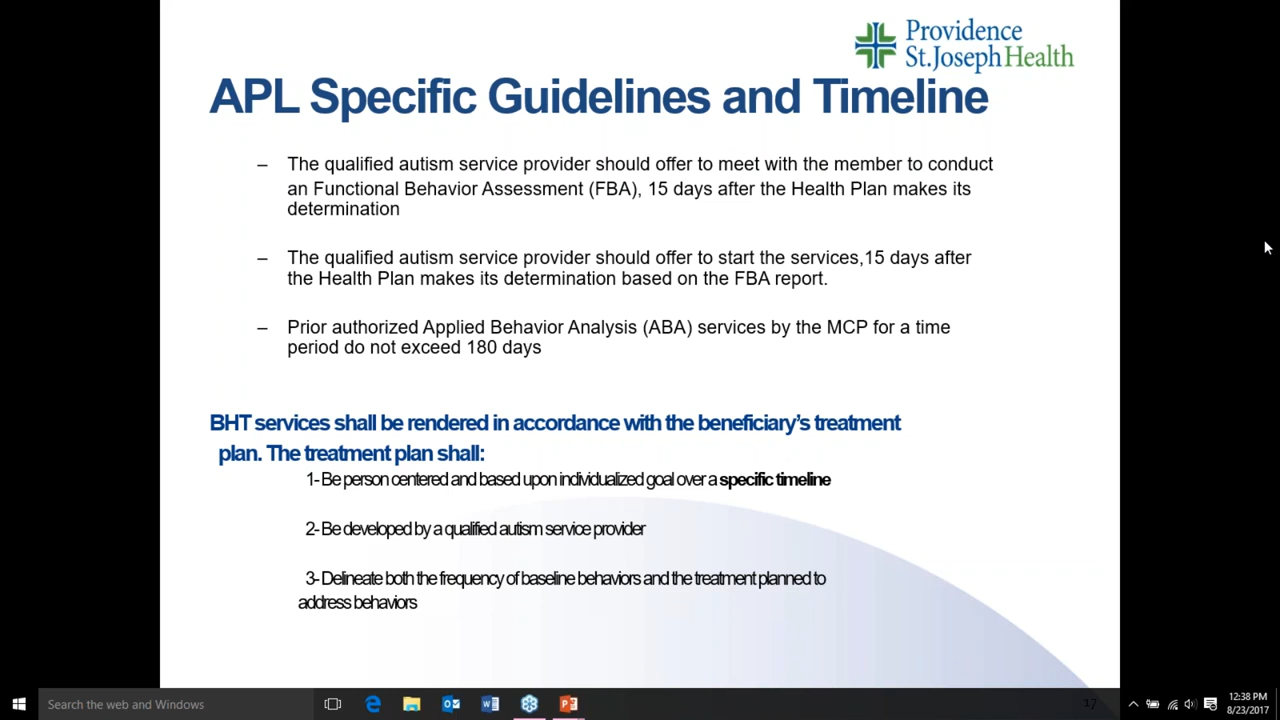 Providence
St.Joseph Health
APL Specific Guidelines and Timeline
– The qualified autism service provider should offer to meet with the member to conduct
an Functional Behavior Assessment (FBA), 15 days after the Health Plan makes its
determination
– The qualified autism service provider should offer to start the services,15 days after
the Health Plan makes its determination based on the FBA report.
– Prior authorized Applied Behavior Analysis (ABA) services by the MCP for a time
period do not exceed 180 days
BHT services shall be rendered in accordance with the beneficiary’s treatment
plan. The treatment plan shall:
1- Be person centered and based upon individualized goal over a specific timeline
2- Be developed by a qualified autism service provider
3- Delineate both the frequency of baseline behaviors and the treatment planned to
address behaviors
17
Search the web and Windows
12:38 PM
8/23/2017